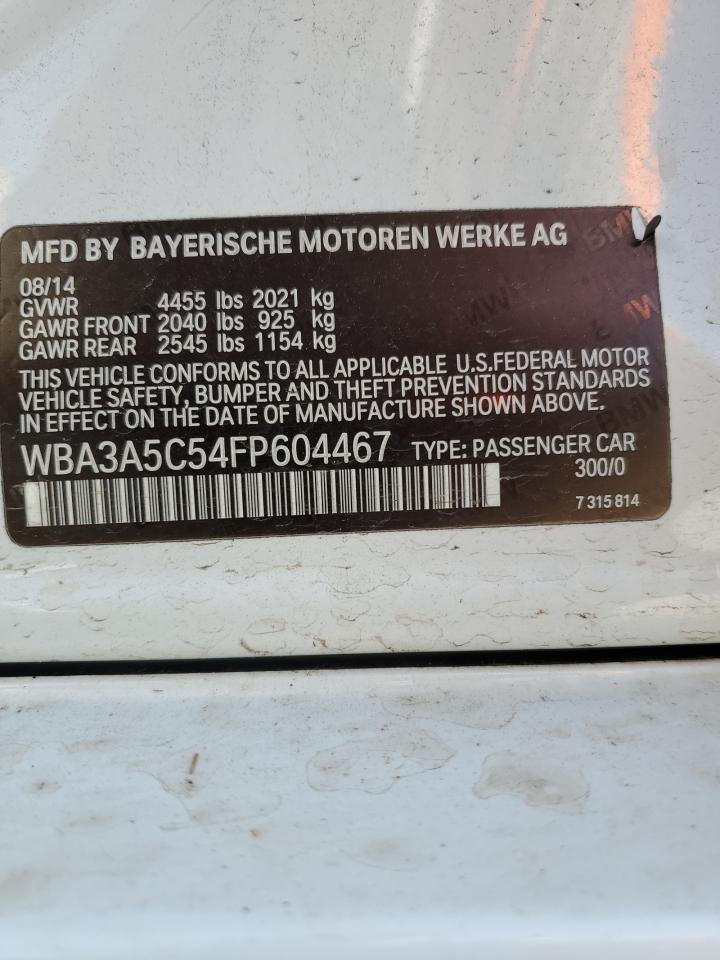 MFD BY BAYERISCHE MOTOREN WERKE AG
08/14
GVWR 4455 lbs 2021 kg
GAWR FRONT 2040 lbs 925 kg
GAWR REAR 2545 lbs 1154 kg
THIS VEHICLE CONFORMS TO ALL APPLICABLE U.S.FEDERAL MOTOR
VEHICLE SAFETY, BUMPER AND THEFT PREVENTION STANDARDS
IN EFFECT ON THE DATE OF MANUFACTURE SHOWN ABOVE.
WBA3A5C54FP604467 TYPE: PASSENGER CAR
300/0
7 315 814